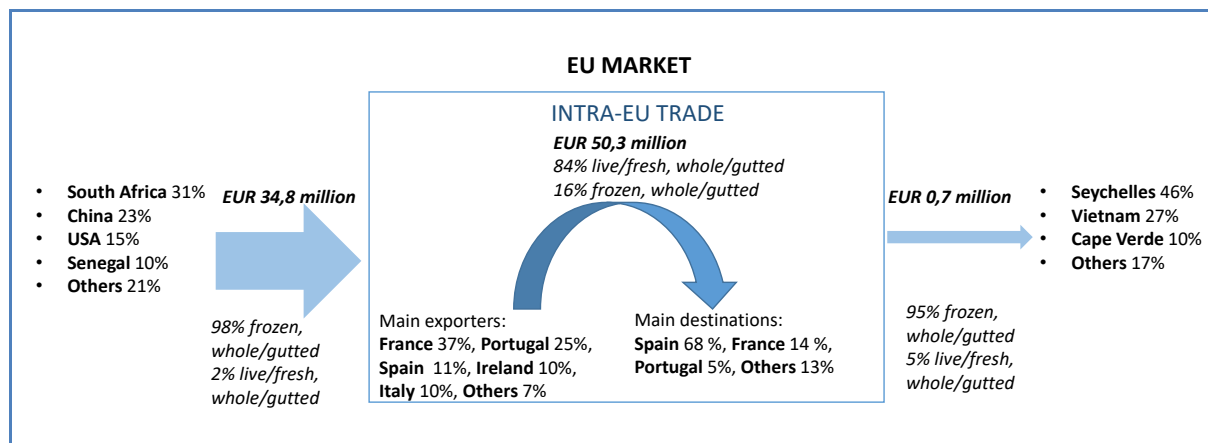 EU MARKET
INTRA-EU TRADE
EUR 50,3 million
84% live/fresh, whole/gutted
16% frozen, whole/gutted
• South Africa 31%
• China 23%
• USA 15%
• Senegal 10%
• Others 21%
EUR 34,8 million
98% frozen,
whole/gutted
2% live/fresh,
whole/gutted
Main exporters:
France 37%, Portugal 25%,
Spain 11%, Ireland 10%,
Italy 10%, Others 7%
Main destinations:
Spain 68 %, France 14 %,
Portugal 5%, Others 13%
EUR 0,7 million
95% frozen,
whole/gutted
5% live/fresh,
whole/gutted
• Seychelles 46%
• Vietnam 27%
• Cape Verde 10%
• Others 17%